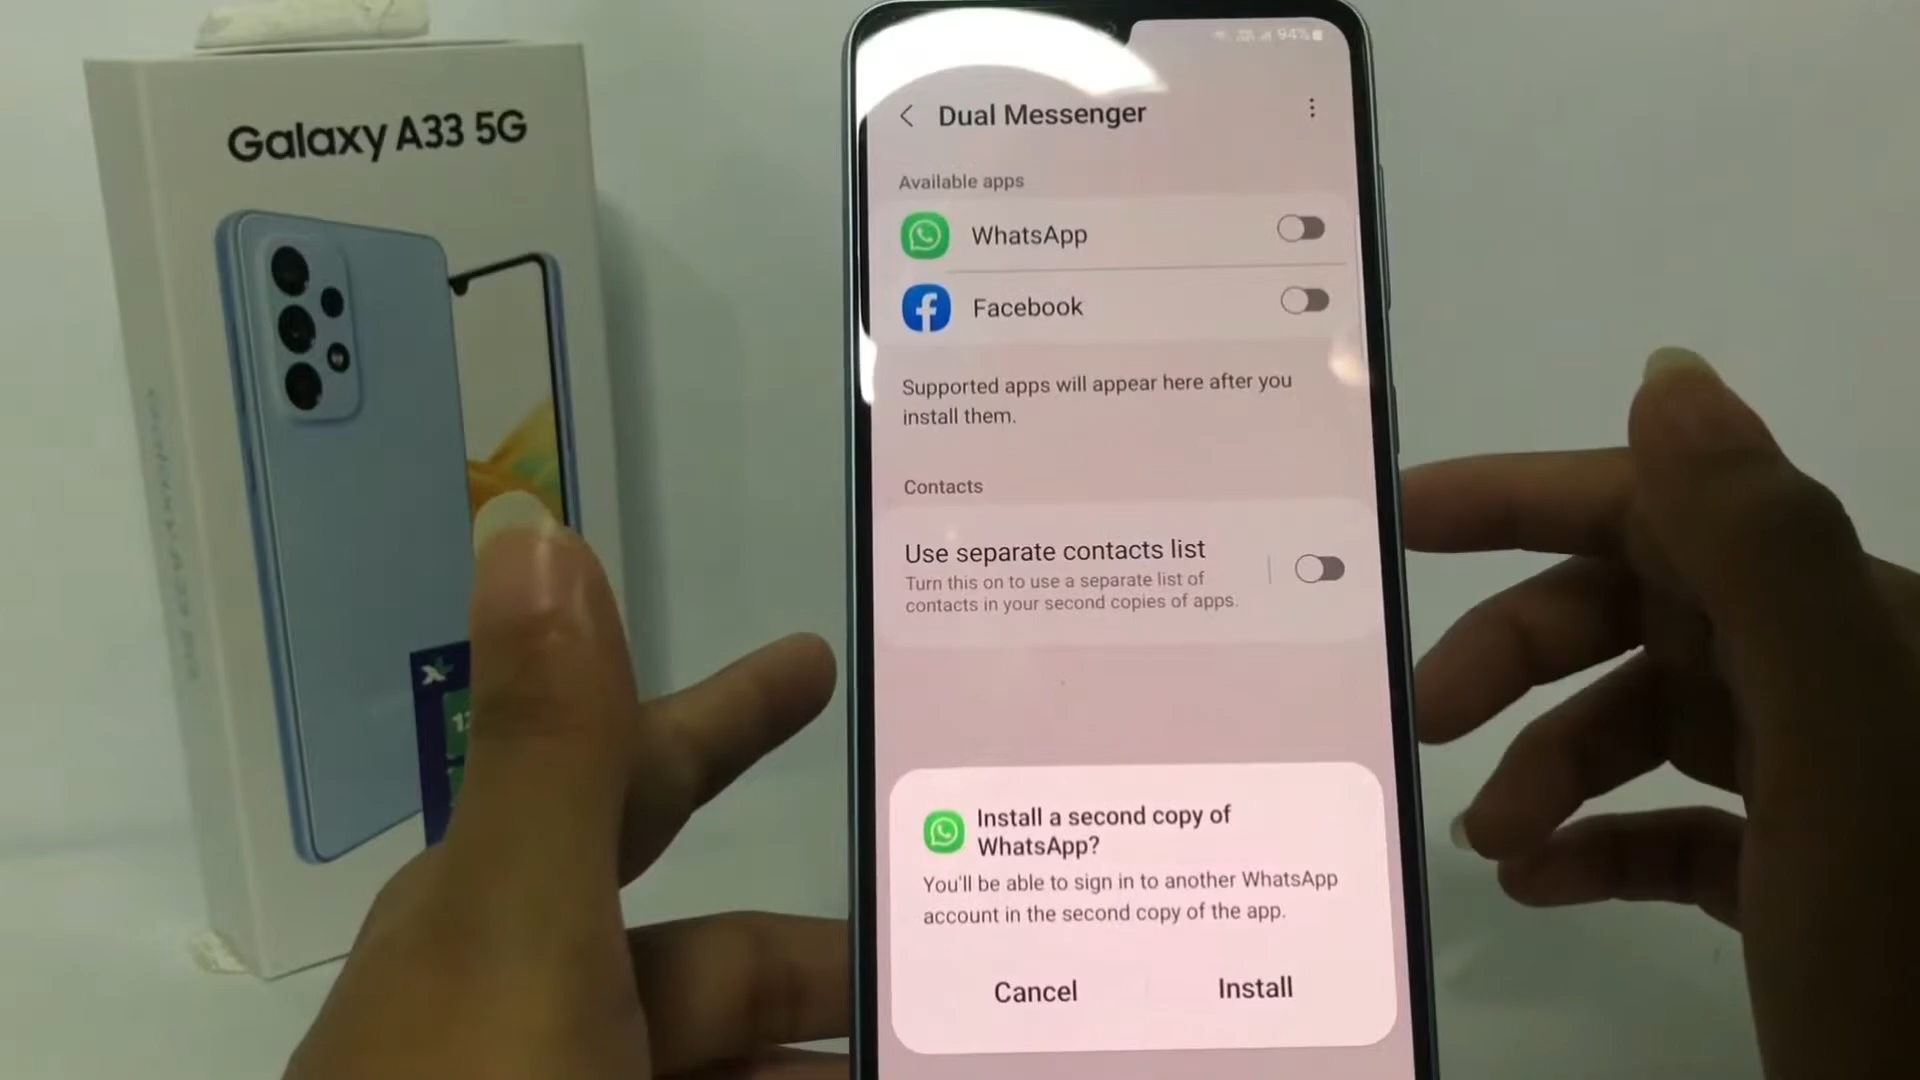 Galaxy A33 5G
94%
Dual Messenger
Available apps
WhatsApp
Facebook
Supported apps will appear here after you
install them.
Contacts
Use separate contacts list
Turn this on to use a separate list of
contacts in your second copies of apps.
Install a second copy of
WhatsApp?
You'll be able to sign in to another WhatsApp
account in the second copy of the app.
Cancel
Install
XL